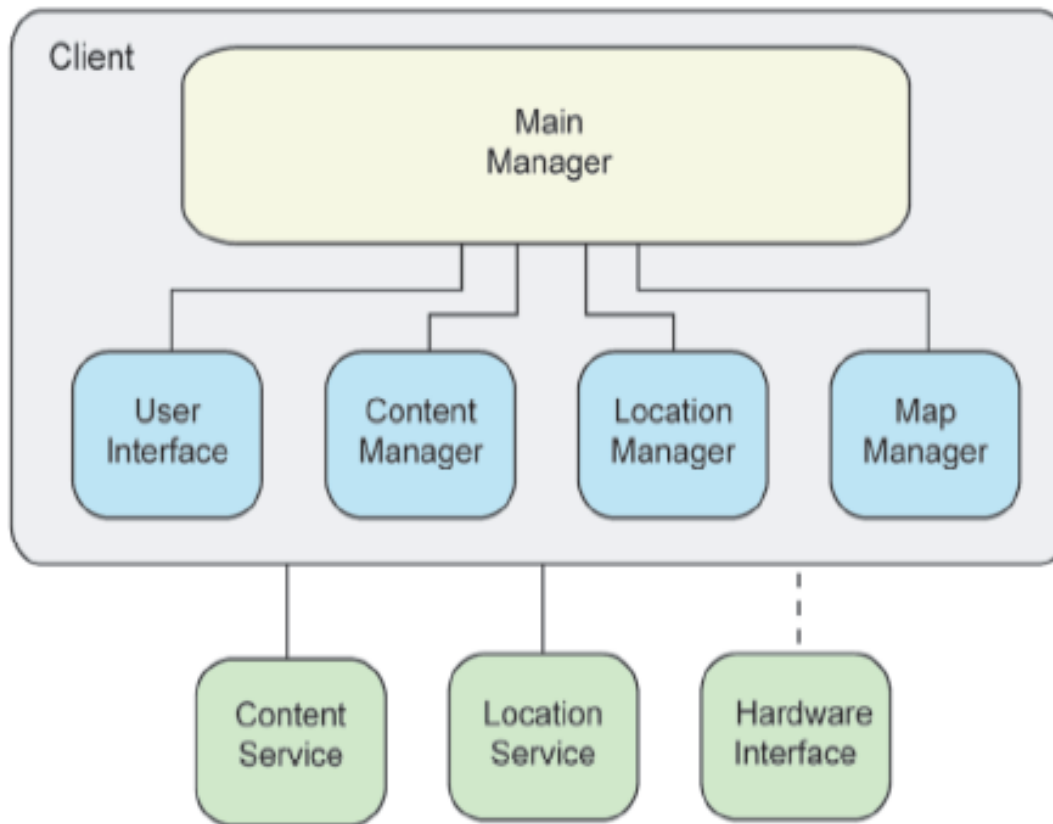 Client
Main
Manager
User
Interface
Content
Manager
Location
Manager
Map
Manager
Content
Service
Location
Service
Hardware
Interface